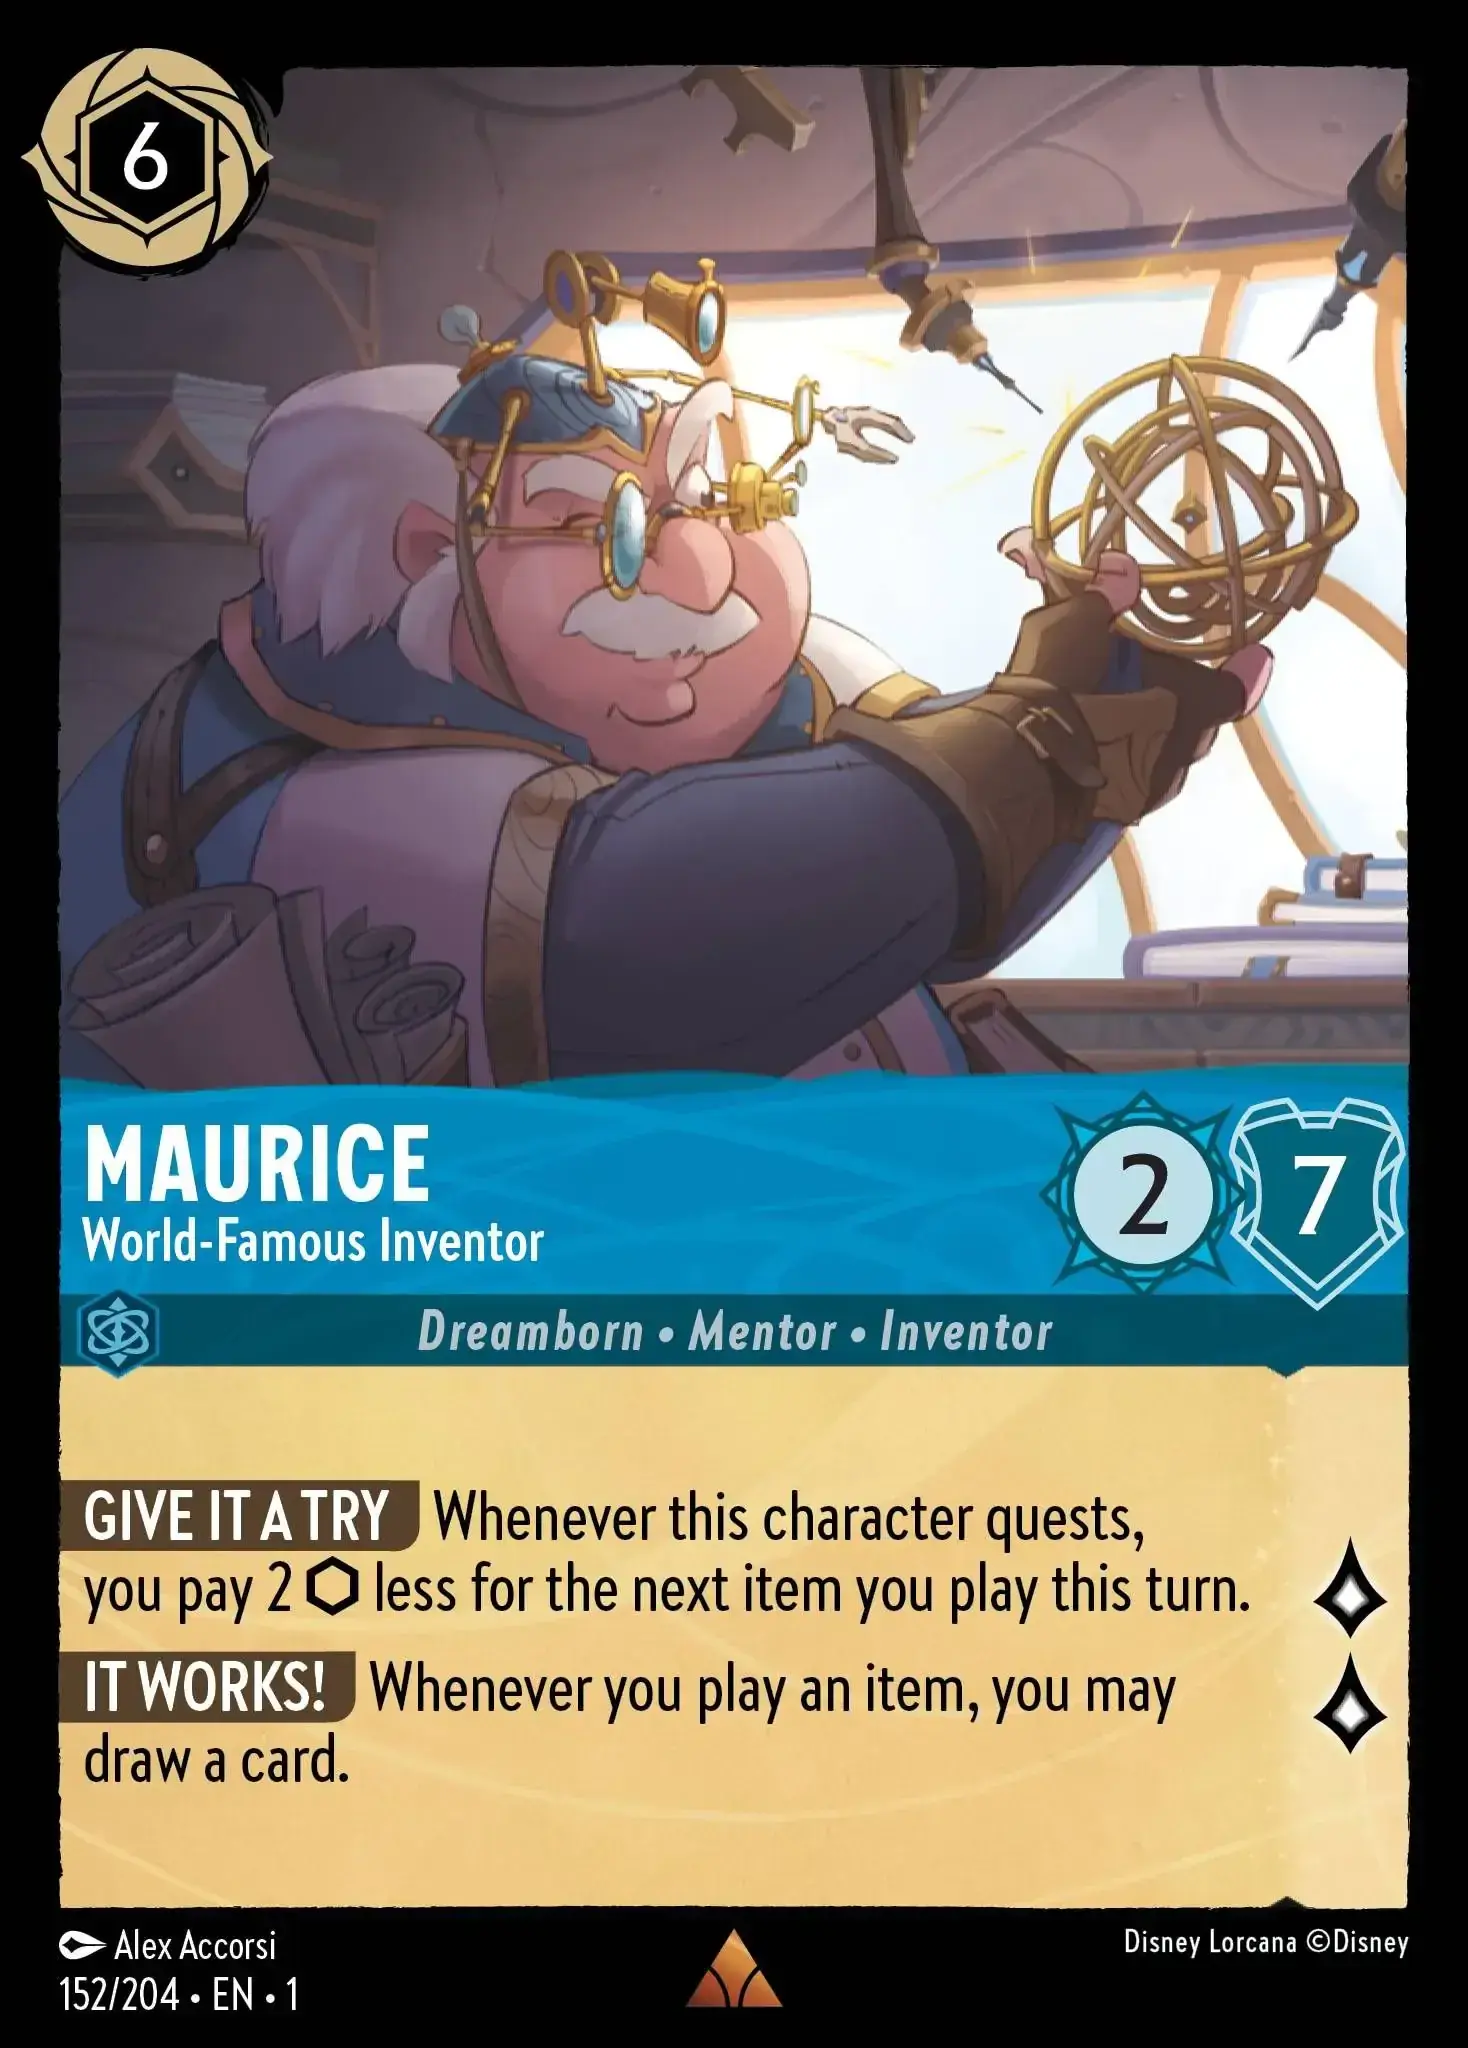 6
MAURICE
World-Famous Inventor
2
7
Dreamborn • Mentor • Inventor
GIVE IT A TRY Whenever this character quests,
you pay 2 ⬡ less for the next item you play this turn.
IT WORKS! Whenever you play an item, you may
draw a card.
Alex Accorsi
Disney Lorcana ©Disney
152/204 • EN • 1